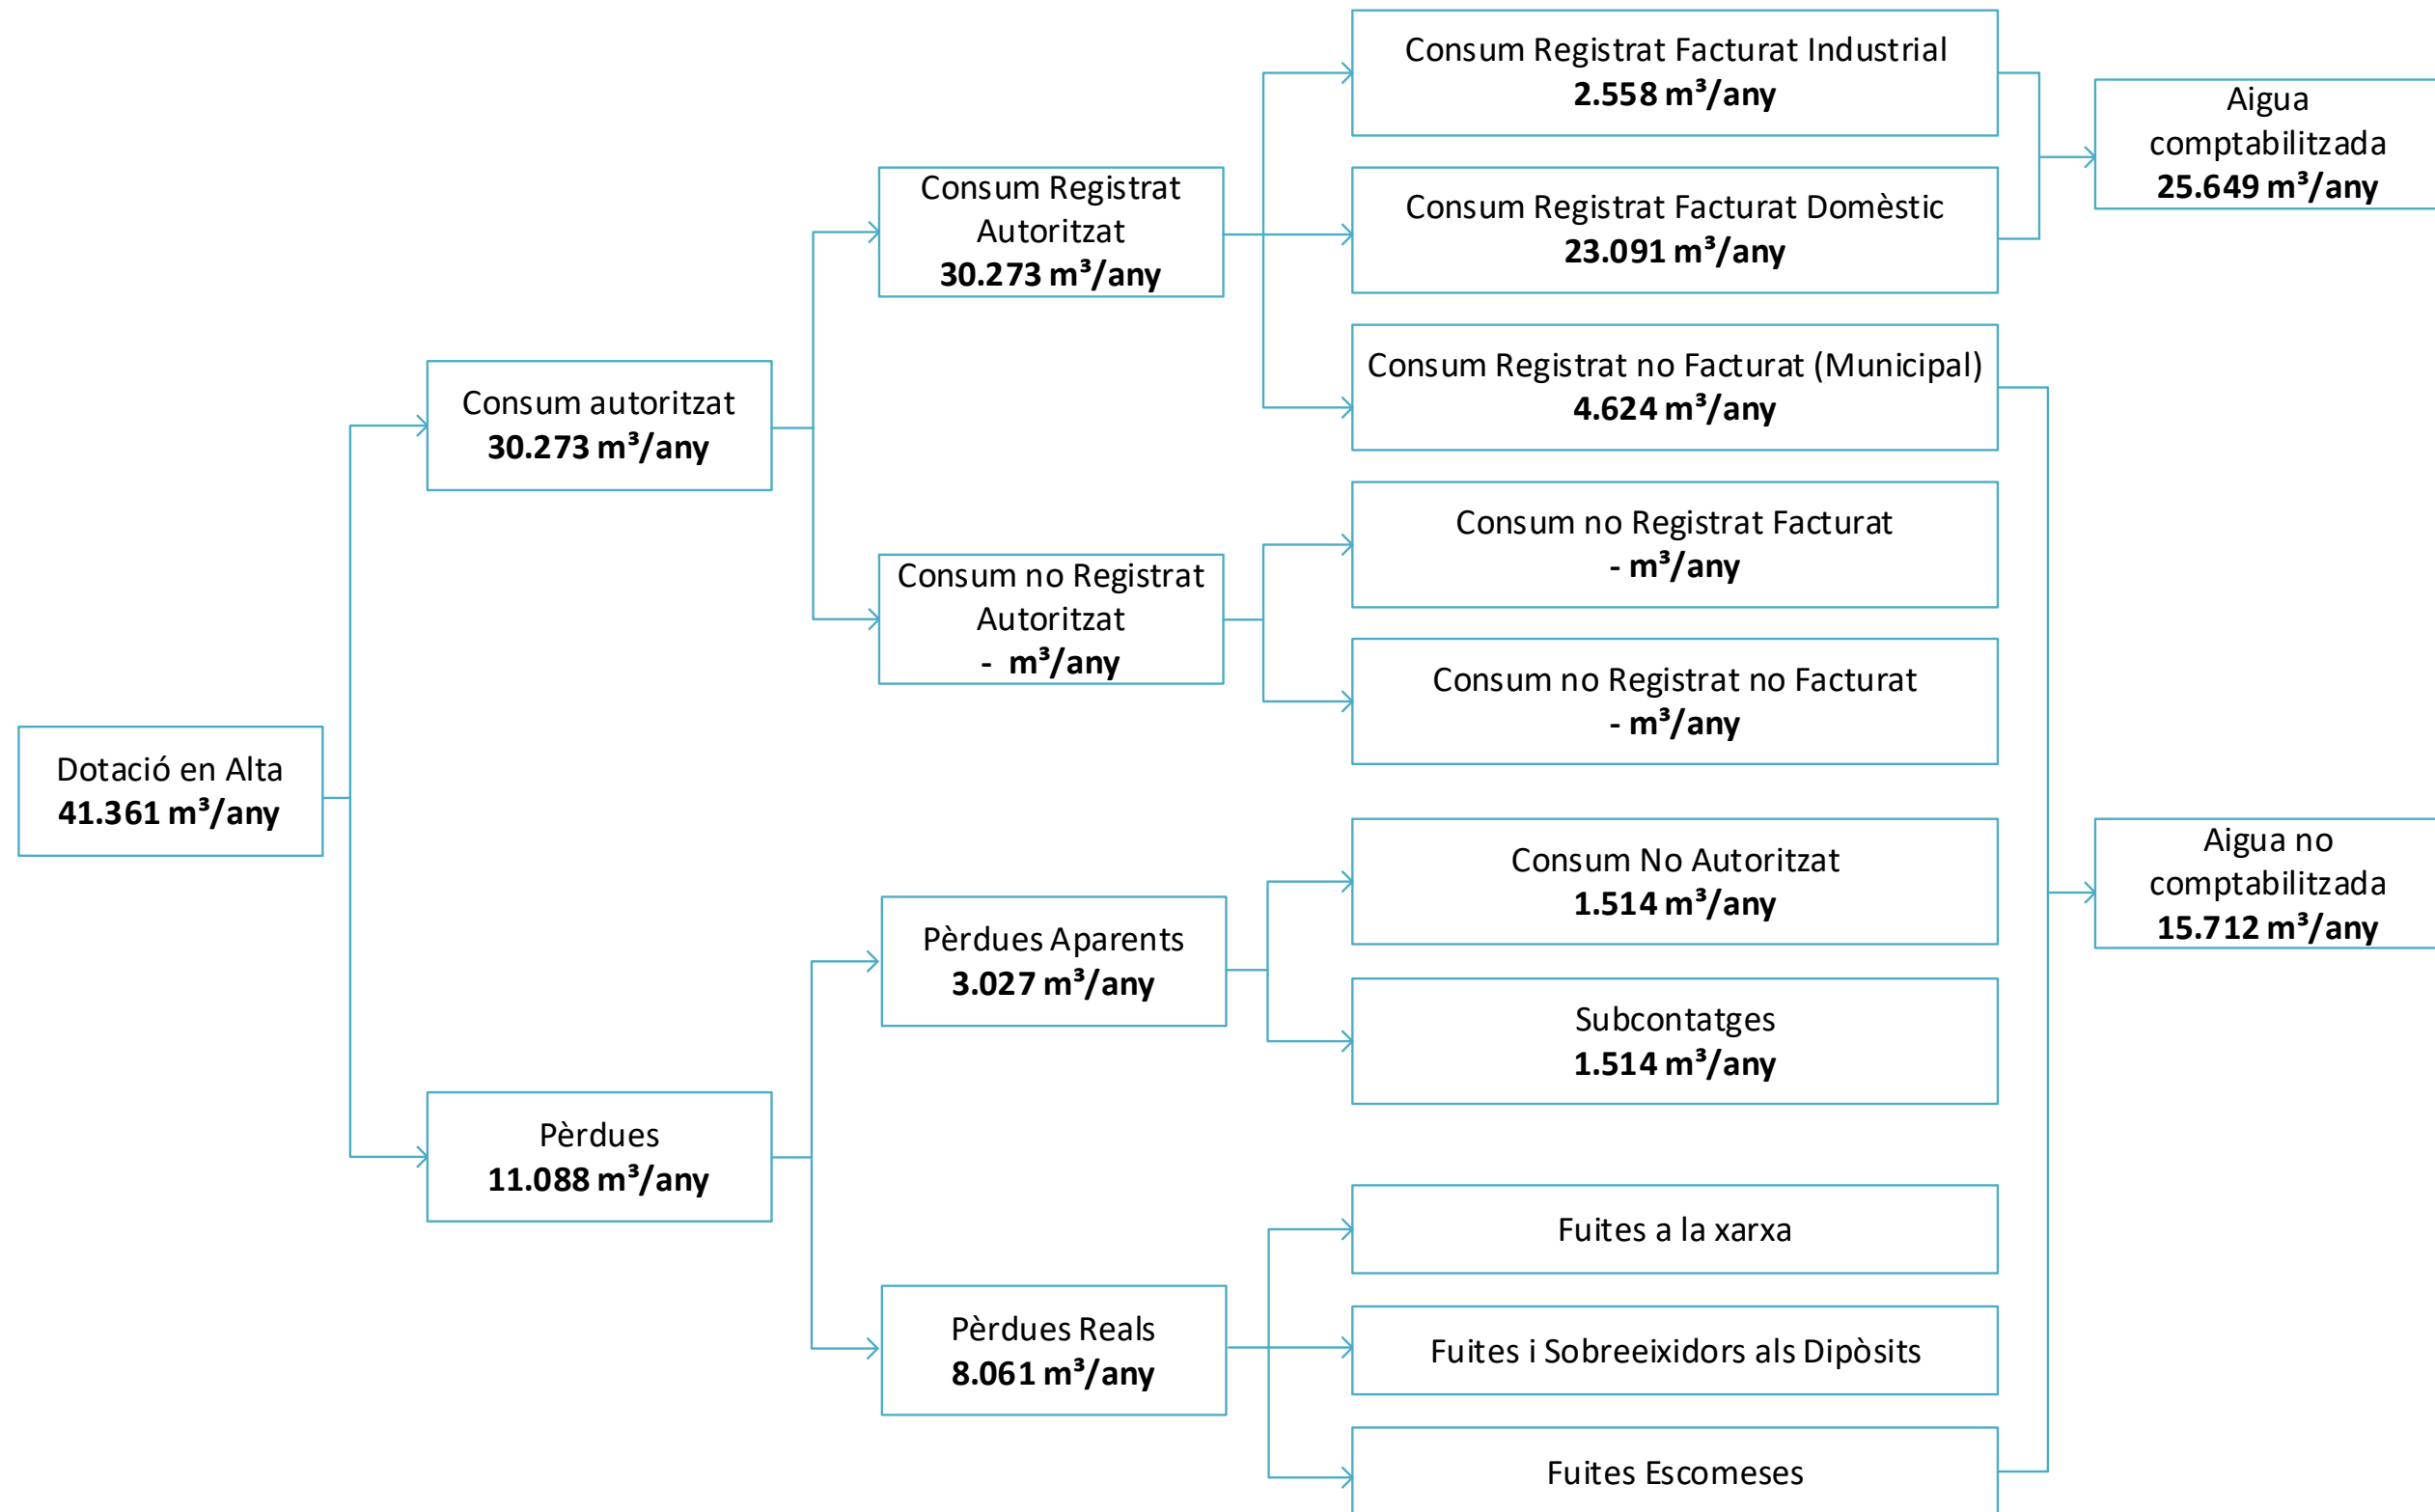 Dotació en Alta
41.361 m³/any
Consum autoritzat
30.273 m³/any
Pèrdues
11.088 m³/any
Consum Registrat
Autoritzat
30.273 m³/any
Consum no Registrat
Autoritzat
- m³/any
Pèrdues Aparents
3.027 m³/any
Pèrdues Reals
8.061 m³/any
Consum Registrat Facturat Industrial
2.558 m³/any
Consum Registrat Facturat Domèstic
23.091 m³/any
Consum Registrat no Facturat (Municipal)
4.624 m³/any
Consum no Registrat Facturat
- m³/any
Consum no Registrat no Facturat
- m³/any
Consum No Autoritzat
1.514 m³/any
Subcontatges
1.514 m³/any
Fuites a la xarxa
Fuites i Sobreeixidors als Dipòsits
Fuites Escomeses
Aigua
comptabilitzada
25.649 m³/any
Aigua no
comptabilitzada
15.712 m³/any